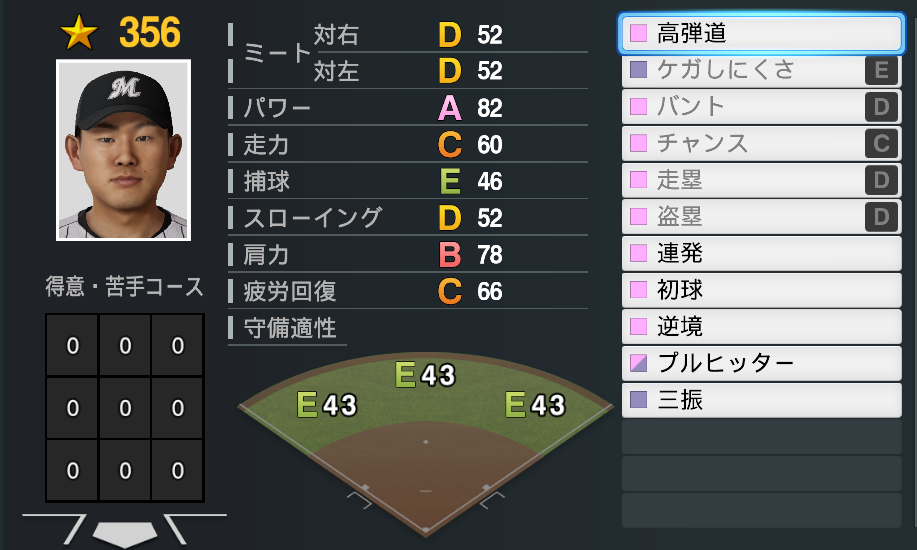 356
M
得意・苦手コース
0 0 0
0 0 0
0 0 0
ミート
対右 D 52
対左 D 52
パワー A 82
走力 C 60
捕球 E 46
スローイング D 52
肩力 B 78
疲労回復 C 66
守備適性
E 43
E 43
E 43
高弾道
ケガしにくさ E
バント D
チャンス C
走塁 D
盗塁 D
連発
初球
逆境
プルヒッター
三振